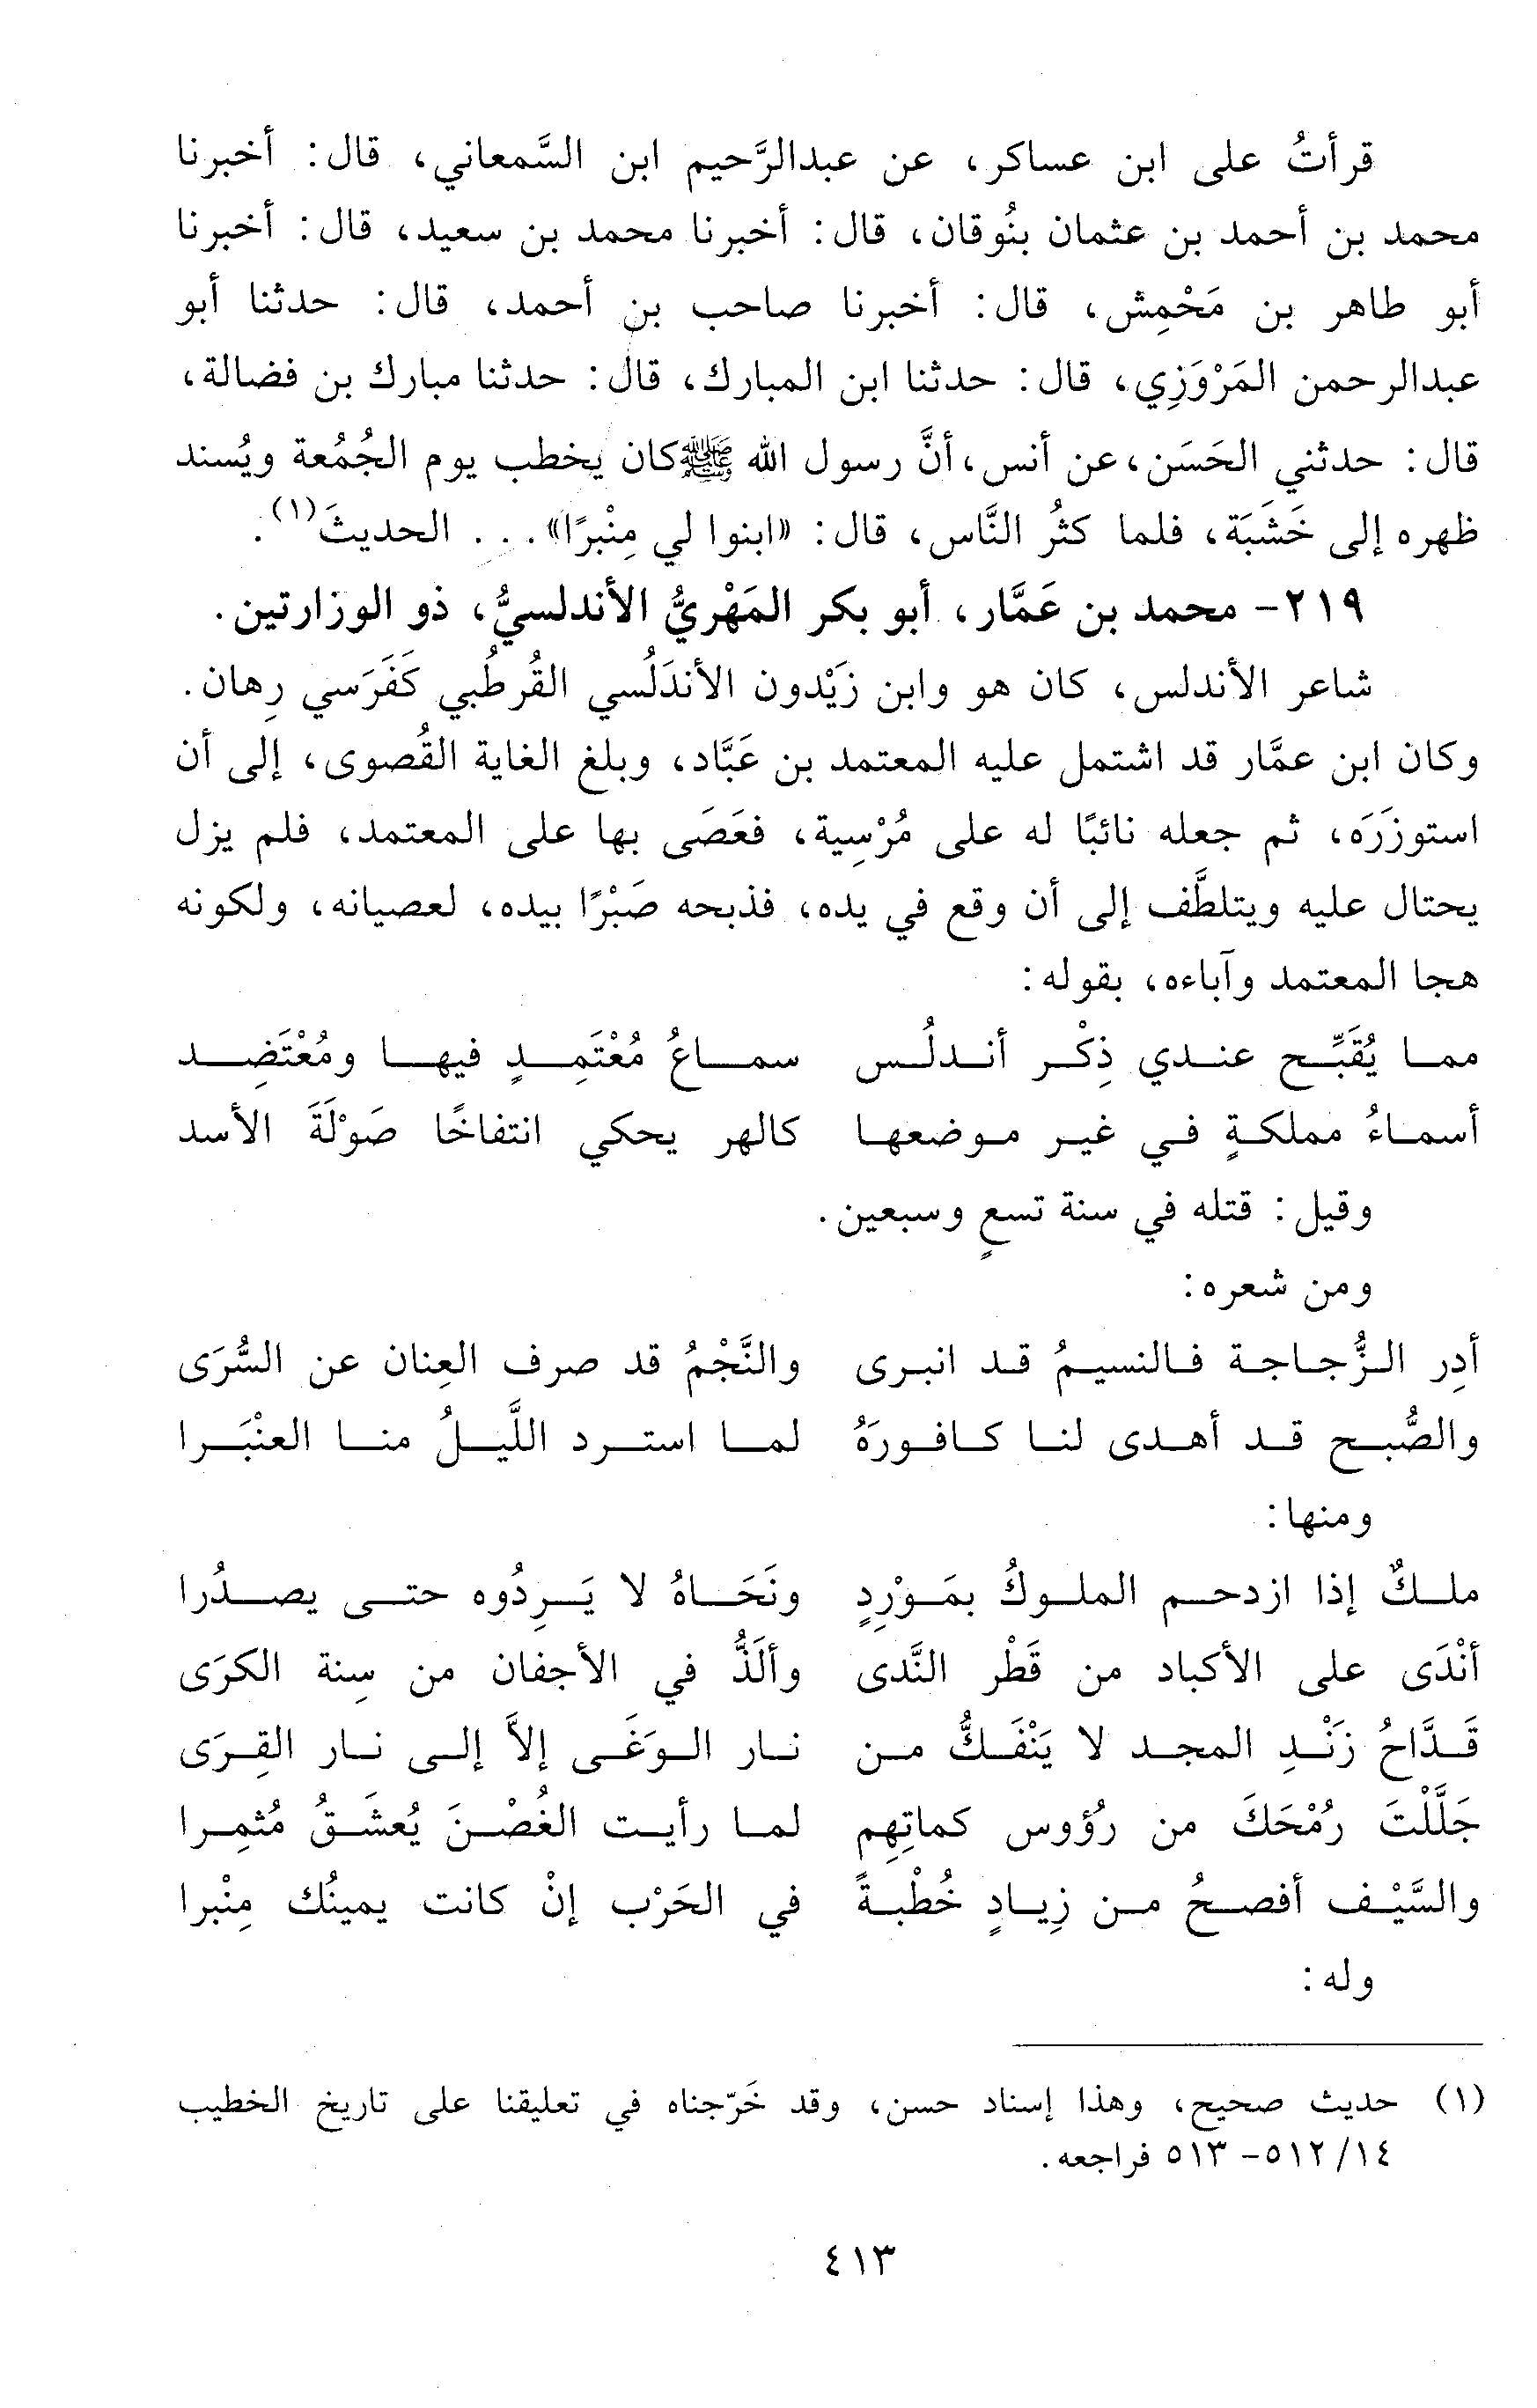 قرأتُ على ابن عساكر، عن عبدالرَّحيم ابن السَّمعاني، قال: أخبرنا
محمد بن أحمد بن عثمان بنُوقان، قال: أخبرنا محمد بن سعيد، قال: أخبرنا
أبو طاهر بن مَحْمِش، قال: أخبرنا صاحب بن أحمد، قال: حدثنا أبو
عبدالرحمن المَرْوَزِي، قال: حدثنا ابن المبارك، قال: حدثنا مبارك بن فضالة،
قال: حدثني الحَسَن، عن أنس، أنَّ رسول الله ﷺ كان يخطب يوم الجُمُعة ويُسند
ظهره إلى خَشَبَة، فلما كثُر النَّاس، قال: «ابنوا لي مِنْبرًا». . . الحديثَ(١).
٢١٩- محمد بن عَمَّار، أبو بكر المَهْريُّ الأندلسيُّ، ذو الوزارتين.
شاعر الأندلس، كان هو وابن زَيْدون الأندَلُسي القُرطُبي كَفَرَسي رِهان.
وكان ابن عمَّار قد اشتمل عليه المعتمد بن عَبَّاد، وبلغ الغاية القُصوى، إلى أن
استوزَرَه، ثم جعله نائبًا له على مُرْسِية، فعَصَى بها على المعتمد، فلم يزل
يحتال عليه ويتلطَّف إلى أن وقع في يده، فذبحه صَبْرًا بيده، لعصيانه، ولكونه
هجا المعتمد وآباءه، بقوله:
مما يُقَبِّح عندي ذِكْر أندلُس سماعُ مُعْتَمِدٍ فيها ومُعْتَضِد
أسماءُ مملكةٍ في غير موضعها كالهر يحكي انتفاخًا صَوْلَةَ الأسد
وقيل: قتله في سنة تسعٍ وسبعين.
ومن شعره:
أدِر الزُّجاجة فالنسيمُ قد انبرى والنَّجْمُ قد صرف العِنان عن السُّرَى
والصُّبح قد أهدى لنا كافورَهُ لما استرد اللَّيلُ منا العنْبَرا
ومنها:
ملكٌ إذا ازدحم الملوكُ بمَوْرِدٍ ونَحَاهُ لا يَرِدُوه حتى يصدُرا
أنْدَى على الأكباد من قَطْر النَّدى وألَذُّ في الأجفان من سِنة الكرَى
قَدَّاحُ زَنْدِ المجد لا يَنْفَكُّ من نار الوَغَى إلاَّ إلى نار القِرَى
جَلَّلْتَ رُمْحَكَ من رُؤوس كماتِهِم لما رأيت الغُصْنَ يُعشَقُ مُثمِرا
والسَّيْف أفصحُ من زِيادٍ خُطْبةً في الحَرْب إنْ كانت يمينُك مِنْبرا
وله:
(١) حديث صحيح، وهذا إسناد حسن، وقد خَرّجناه في تعليقنا على تاريخ الخطيب
١٤/ ٥١٢- ٥١٣ فراجعه.
٤١٣